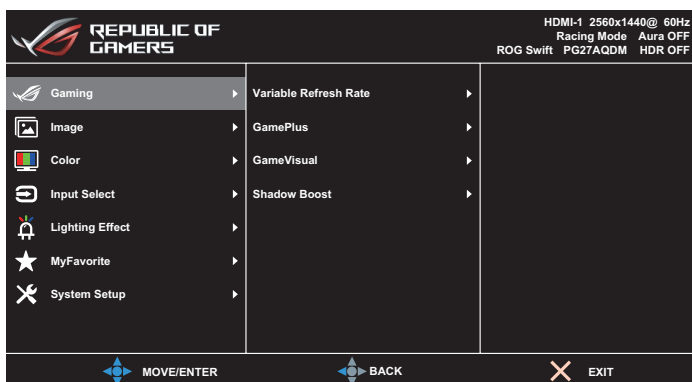 REPUBLIC OF
GAMERS
HDMI-1 2560x1440@ 60Hz
Racing Mode Aura OFF
ROG Swift PG27AQDM HDR OFF
Gaming
Variable Refresh Rate
Image
GamePlus
Color
GameVisual
Input Select
Shadow Boost
Lighting Effect
MyFavorite
System Setup
MOVE/ENTER
BACK
EXIT